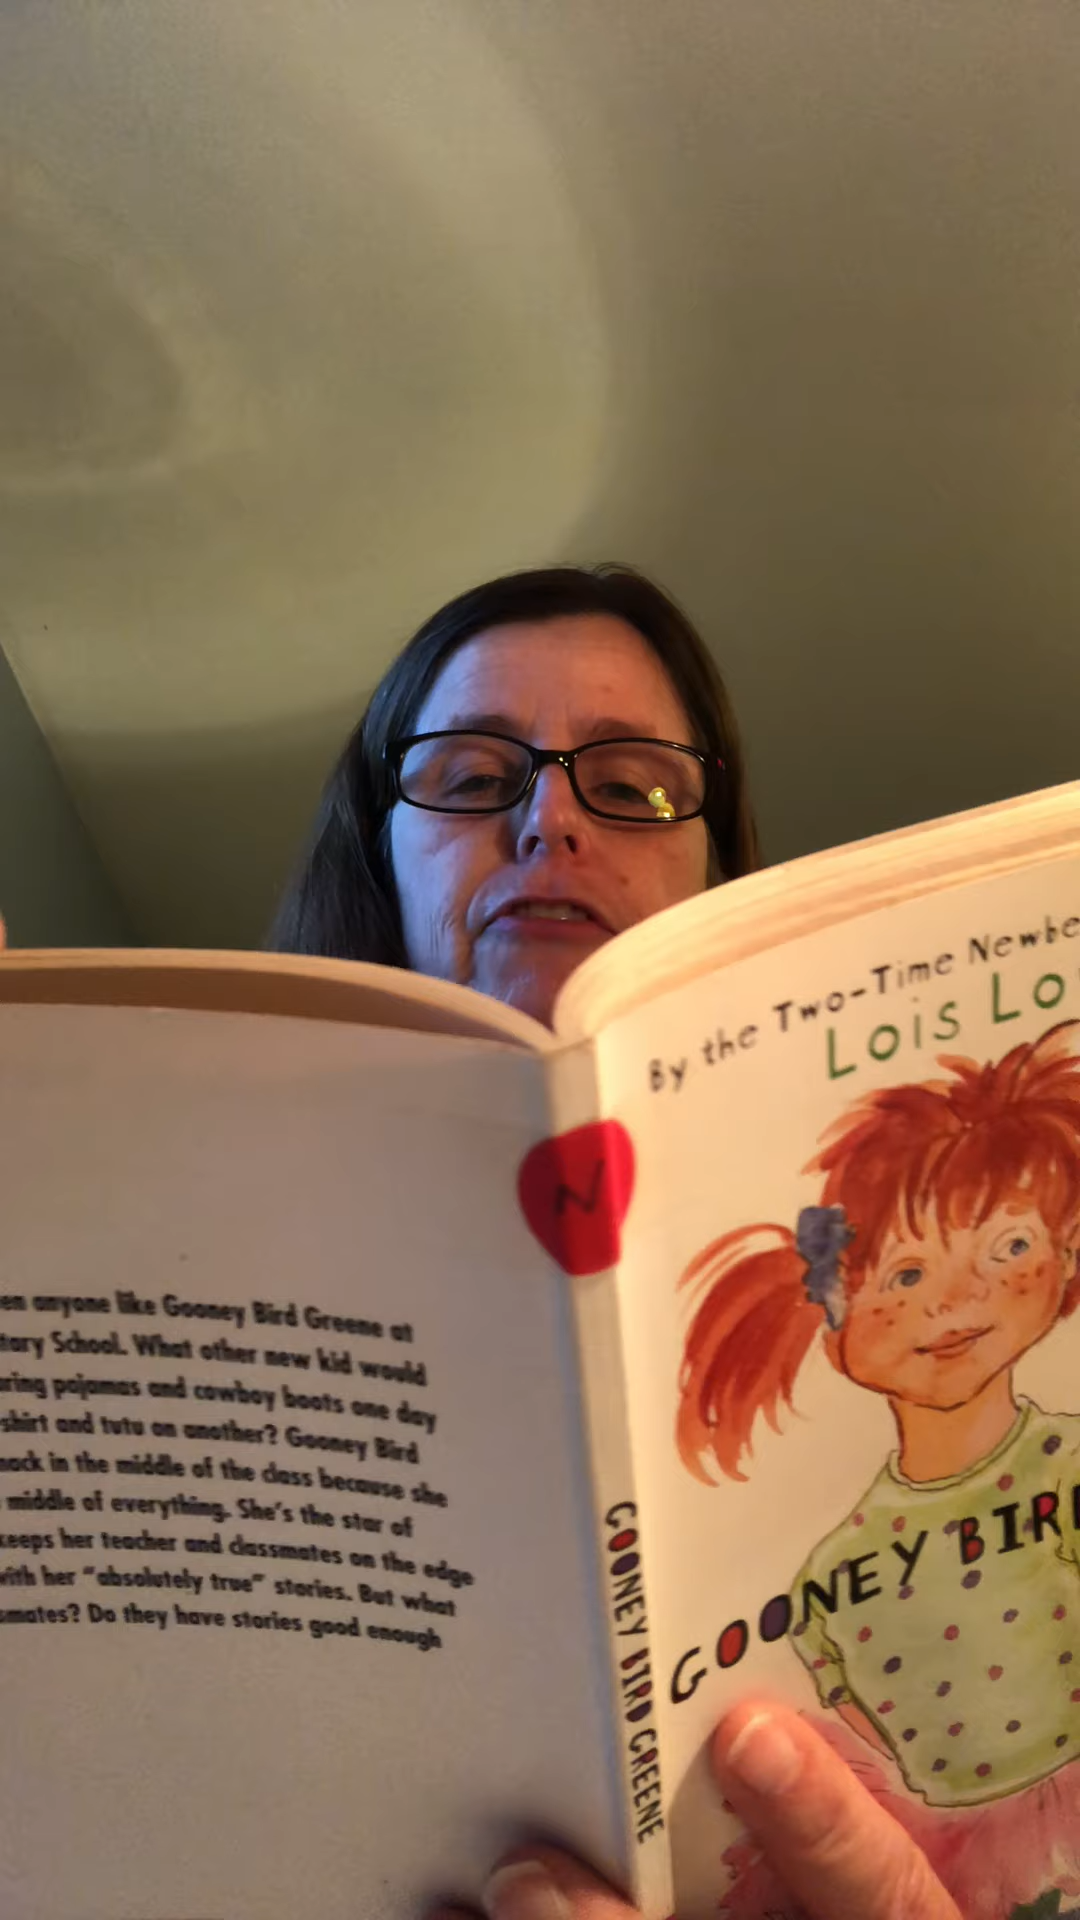 en anyone like Gooney Bird Greene at
tary School. What other new kid would
ring pajamas and cowboy boots one day
shirt and tutu on another? Gooney Bird
mack in the middle of the class because she
middle of everything. She's the star of
keeps her teacher and classmates on the edge
with her "absolutely true" stories. But what
smates? Do they have stories good enough
N
GOONEY BIRD GREENE
By the Two-Time Newbe
Lois Lo
GOONEY BIR